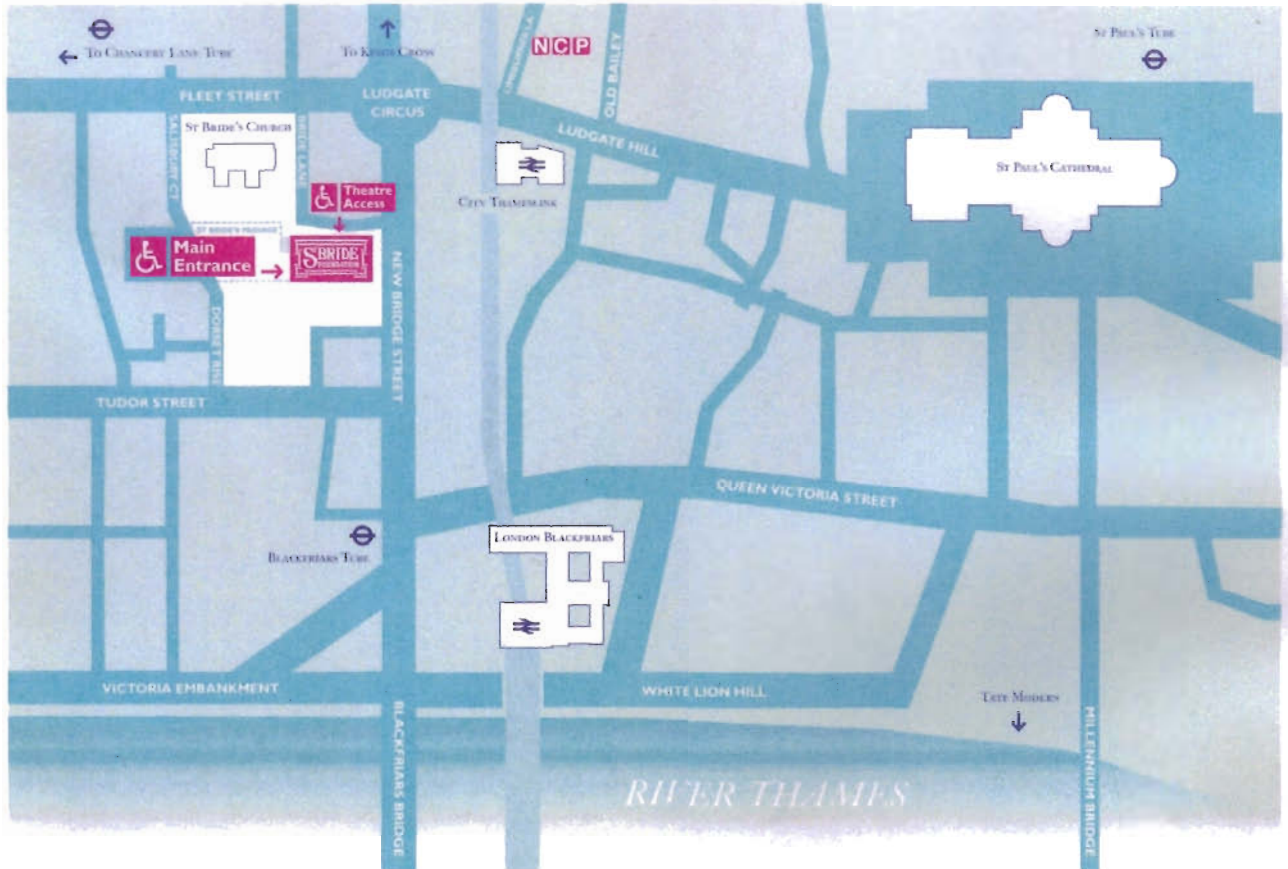 TO CHANCERY LANE TUBE
TO KINGS CROSS
NCP
OLD BAILEY
ST PAUL'S TUBE
FLEET STREET
LUDGATE
CIRCUS
LUDGATE HILL
SALISBURY CT
ST BRIDE'S CHURCH
BRIDE LANE
CITY THAMESLINK
ST PAUL'S CATHEDRAL
Theatre
Access
ST BRIDE'S PASSAGE
Main
Entrance
ST BRIDE
FOUNDATION
NEW BRIDGE STREET
DORSET RISE
TUDOR STREET
QUEEN VICTORIA STREET
BLACKFRIARS TUBE
LONDON BLACKFRIARS
VICTORIA EMBANKMENT
WHITE LION HILL
TATE MODERN
BLACKFRIARS BRIDGE
MILLENNIUM BRIDGE
RIVER THAMES